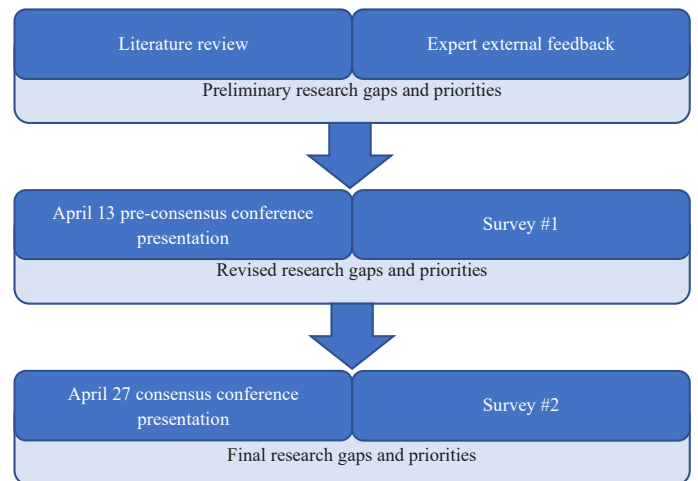 Literature review
Expert external feedback
Preliminary research gaps and priorities
April 13 pre-consensus conference
presentation
Survey #1
Revised research gaps and priorities
April 27 consensus conference
presentation
Survey #2
Final research gaps and priorities